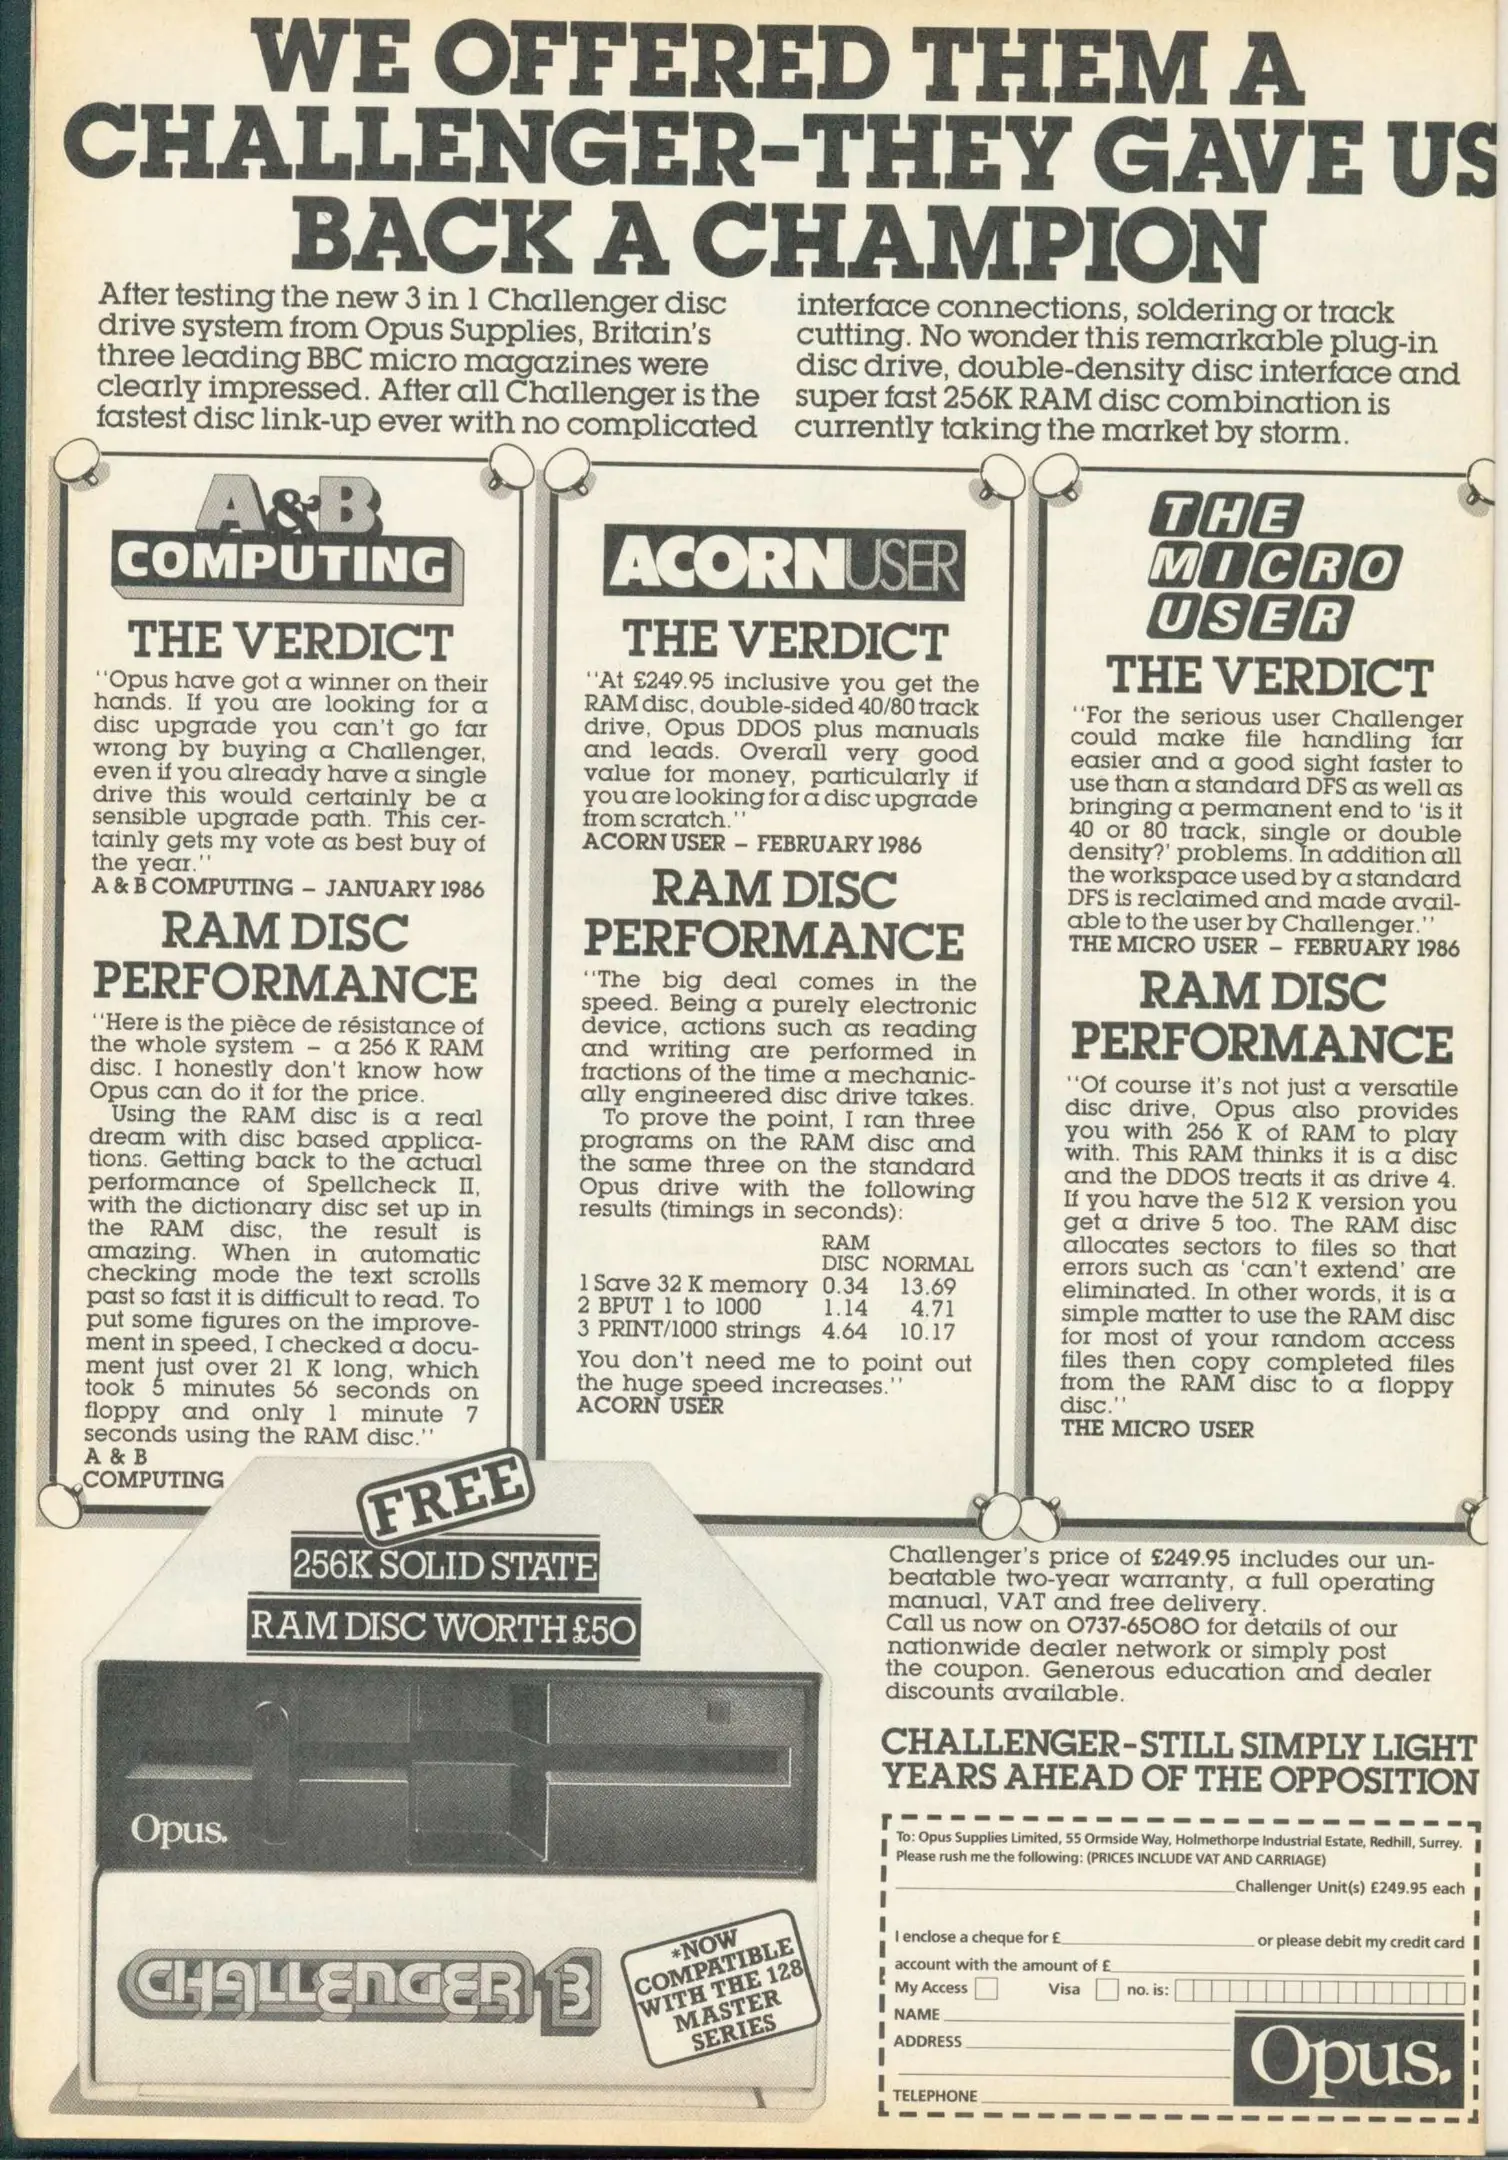 WE OFFERED THEM A
CHALLENGER-THEY GAVE US
BACK A CHAMPION
After testing the new 3 in 1 Challenger disc
drive system from Opus Supplies, Britain's
three leading BBC micro magazines were
clearly impressed. After all Challenger is the
fastest disc link-up ever with no complicated
interface connections, soldering or track
cutting. No wonder this remarkable plug-in
disc drive, double-density disc interface and
super fast 256K RAM disc combination is
currently taking the market by storm.
A&B
COMPUTING
THE VERDICT
"Opus have got a winner on their
hands. If you are looking for a
disc upgrade you can't go far
wrong by buying a Challenger,
even if you already have a single
drive this would certainly be a
sensible upgrade path. This cer-
tainly gets my vote as best buy of
the year."
A & B COMPUTING – JANUARY 1986
RAM DISC
PERFORMANCE
"Here is the pièce de résistance of
the whole system – a 256 K RAM
disc. I honestly don't know how
Opus can do it for the price.
Using the RAM disc is a real
dream with disc based applica-
tions. Getting back to the actual
performance of Spellcheck II,
with the dictionary disc set up in
the RAM disc, the result is
amazing. When in automatic
checking mode the text scrolls
past so fast it is difficult to read. To
put some figures on the improve-
ment in speed, I checked a docu-
ment just over 21 K long, which
took 5 minutes 56 seconds on
floppy and only 1 minute 7
seconds using the RAM disc."
A & B
COMPUTING
ACORNUSER
THE VERDICT
"At £249.95 inclusive you get the
RAM disc, double-sided 40/80 track
drive, Opus DDOS plus manuals
and leads. Overall very good
value for money, particularly if
you are looking for a disc upgrade
from scratch."
ACORN USER – FEBRUARY 1986
RAM DISC
PERFORMANCE
"The big deal comes in the
speed. Being a purely electronic
device, actions such as reading
and writing are performed in
fractions of the time a mechanic-
ally engineered disc drive takes.
To prove the point, I ran three
programs on the RAM disc and
the same three on the standard
Opus drive with the following
results (timings in seconds):
RAM
DISC NORMAL
1 Save 32 K memory 0.34 13.69
2 BPUT 1 to 1000 1.14 4.71
3 PRINT/1000 strings 4.64 10.17
You don't need me to point out
the huge speed increases."
ACORN USER
THE
MICRO
USER
THE VERDICT
"For the serious user Challenger
could make file handling far
easier and a good sight faster to
use than a standard DFS as well as
bringing a permanent end to 'is it
40 or 80 track, single or double
density?' problems. In addition all
the workspace used by a standard
DFS is reclaimed and made avail-
able to the user by Challenger."
THE MICRO USER – FEBRUARY 1986
RAM DISC
PERFORMANCE
"Of course it's not just a versatile
disc drive, Opus also provides
you with 256 K of RAM to play
with. This RAM thinks it is a disc
and the DDOS treats it as drive 4.
If you have the 512 K version you
get a drive 5 too. The RAM disc
allocates sectors to files so that
errors such as 'can't extend' are
eliminated. In other words, it is a
simple matter to use the RAM disc
for most of your random access
files then copy completed files
from the RAM disc to a floppy
disc."
THE MICRO USER
FREE
256K SOLID STATE
RAM DISC WORTH £50
Opus.
CHALLENGER 3
*NOW
COMPATIBLE
WITH THE 128
MASTER
SERIES
Challenger's price of £249.95 includes our un-
beatable two-year warranty, a full operating
manual, VAT and free delivery.
Call us now on 0737-65080 for details of our
nationwide dealer network or simply post
the coupon. Generous education and dealer
discounts available.
CHALLENGER-STILL SIMPLY LIGHT
YEARS AHEAD OF THE OPPOSITION
To: Opus Supplies Limited, 55 Ormside Way, Holmethorpe Industrial Estate, Redhill, Surrey.
Please rush me the following: (PRICES INCLUDE VAT AND CARRIAGE)
Challenger Unit(s) £249.95 each
I enclose a cheque for £ or please debit my credit card
account with the amount of £
My Access Visa no. is:
NAME
ADDRESS
TELEPHONE
Opus.